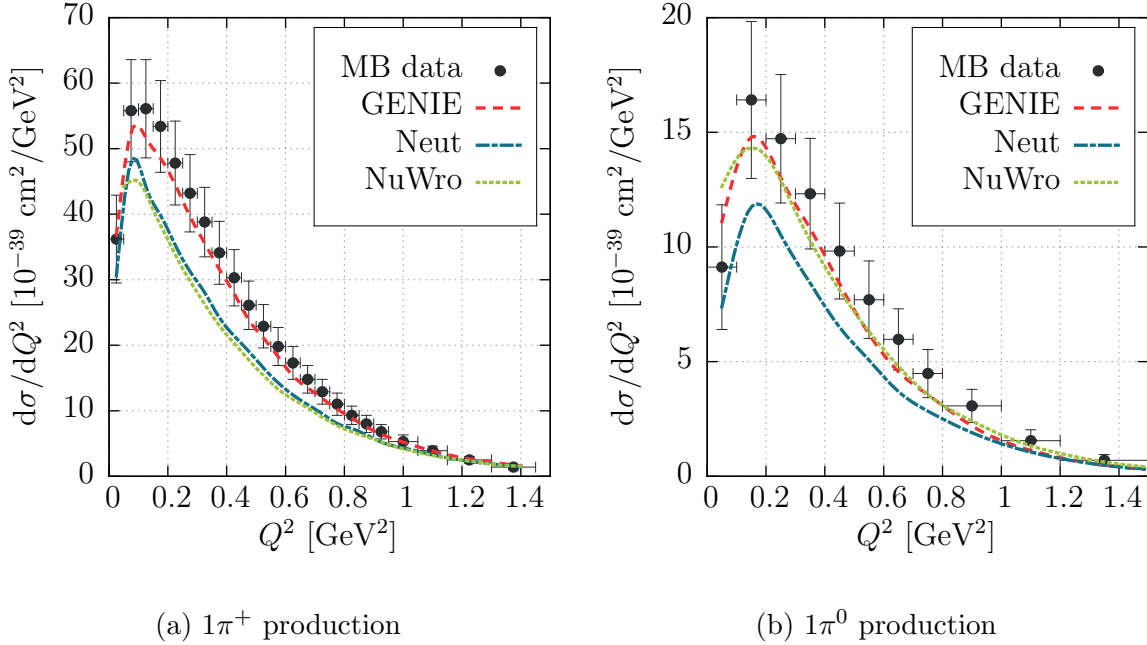 dσ/dQ² [10⁻³⁹ cm²/GeV²]
70
60
50
40
30
20
10
0
MB data
GENIE
Neut
NuWro
0 0.2 0.4 0.6 0.8 1 1.2 1.4
Q² [GeV²]
(a) 1π⁺ production
dσ/dQ² [10⁻³⁹ cm²/GeV²]
20
15
10
5
0
MB data
GENIE
Neut
NuWro
0 0.2 0.4 0.6 0.8 1 1.2 1.4
Q² [GeV²]
(b) 1π⁰ production